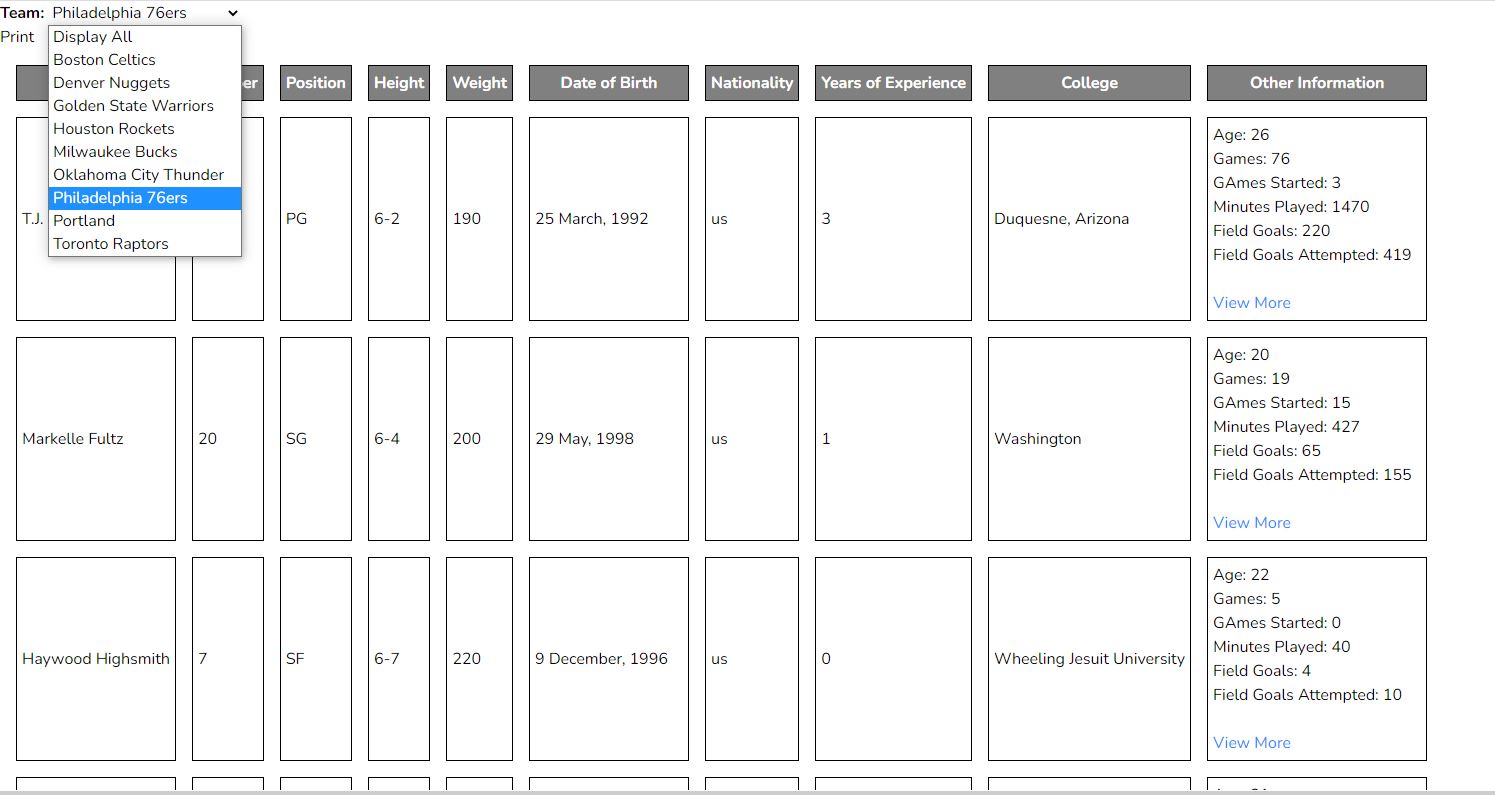 Team: Philadelphia 76ers
Print
Display All
Boston Celtics
Denver Nuggets
Golden State Warriors
Houston Rockets
Milwaukee Bucks
Oklahoma City Thunder
Philadelphia 76ers
Portland
Toronto Raptors
er
Position
Height
Weight
Date of Birth
Nationality
Years of Experience
College
Other Information
T.J.
PG
6-2
190
25 March, 1992
us
3
Duquesne, Arizona
Age: 26
Games: 76
GAmes Started: 3
Minutes Played: 1470
Field Goals: 220
Field Goals Attempted: 419
View More
Markelle Fultz
20
SG
6-4
200
29 May, 1998
us
1
Washington
Age: 20
Games: 19
GAmes Started: 15
Minutes Played: 427
Field Goals: 65
Field Goals Attempted: 155
View More
Haywood Highsmith
7
SF
6-7
220
9 December, 1996
us
0
Wheeling Jesuit University
Age: 22
Games: 5
GAmes Started: 0
Minutes Played: 40
Field Goals: 4
Field Goals Attempted: 10
View More